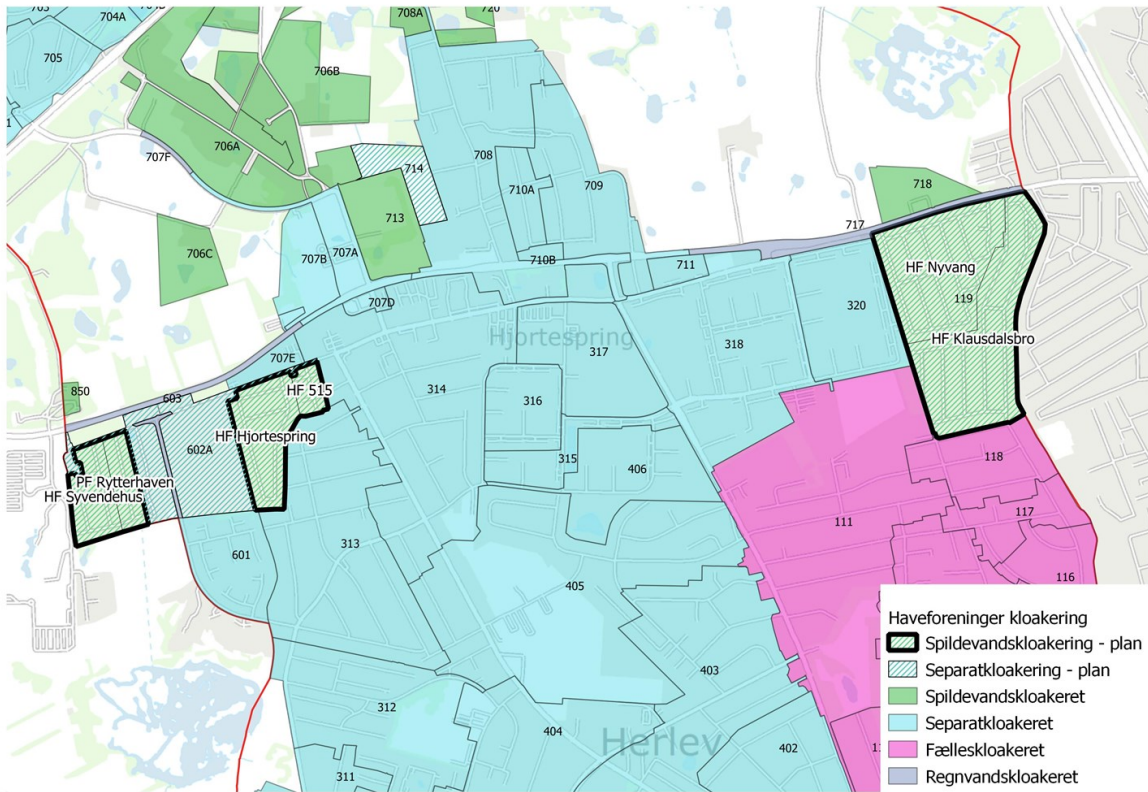 703
704A
704B
708A
720
705
706B
706A
707F
714
708
710A
709
713
718
717
707B
707A
710B
711
706C
HF Nyvang
119
320
HF Klausdalsbro
707D
Hjortespring
317
318
707E
314
316
HF 515
850
603
HF Hjortespring
602A
315
406
118
PF Rytterhaven
HF Syvendehus
111
117
601
313
116
405
403
312
404
Herlev
402
311
Haveforeninger kloakering
Spildevandskloakering - plan
Separatkloakering - plan
Spildevandskloakeret
Separatkloakeret
Fælleskloakeret
Regnvandskloakeret